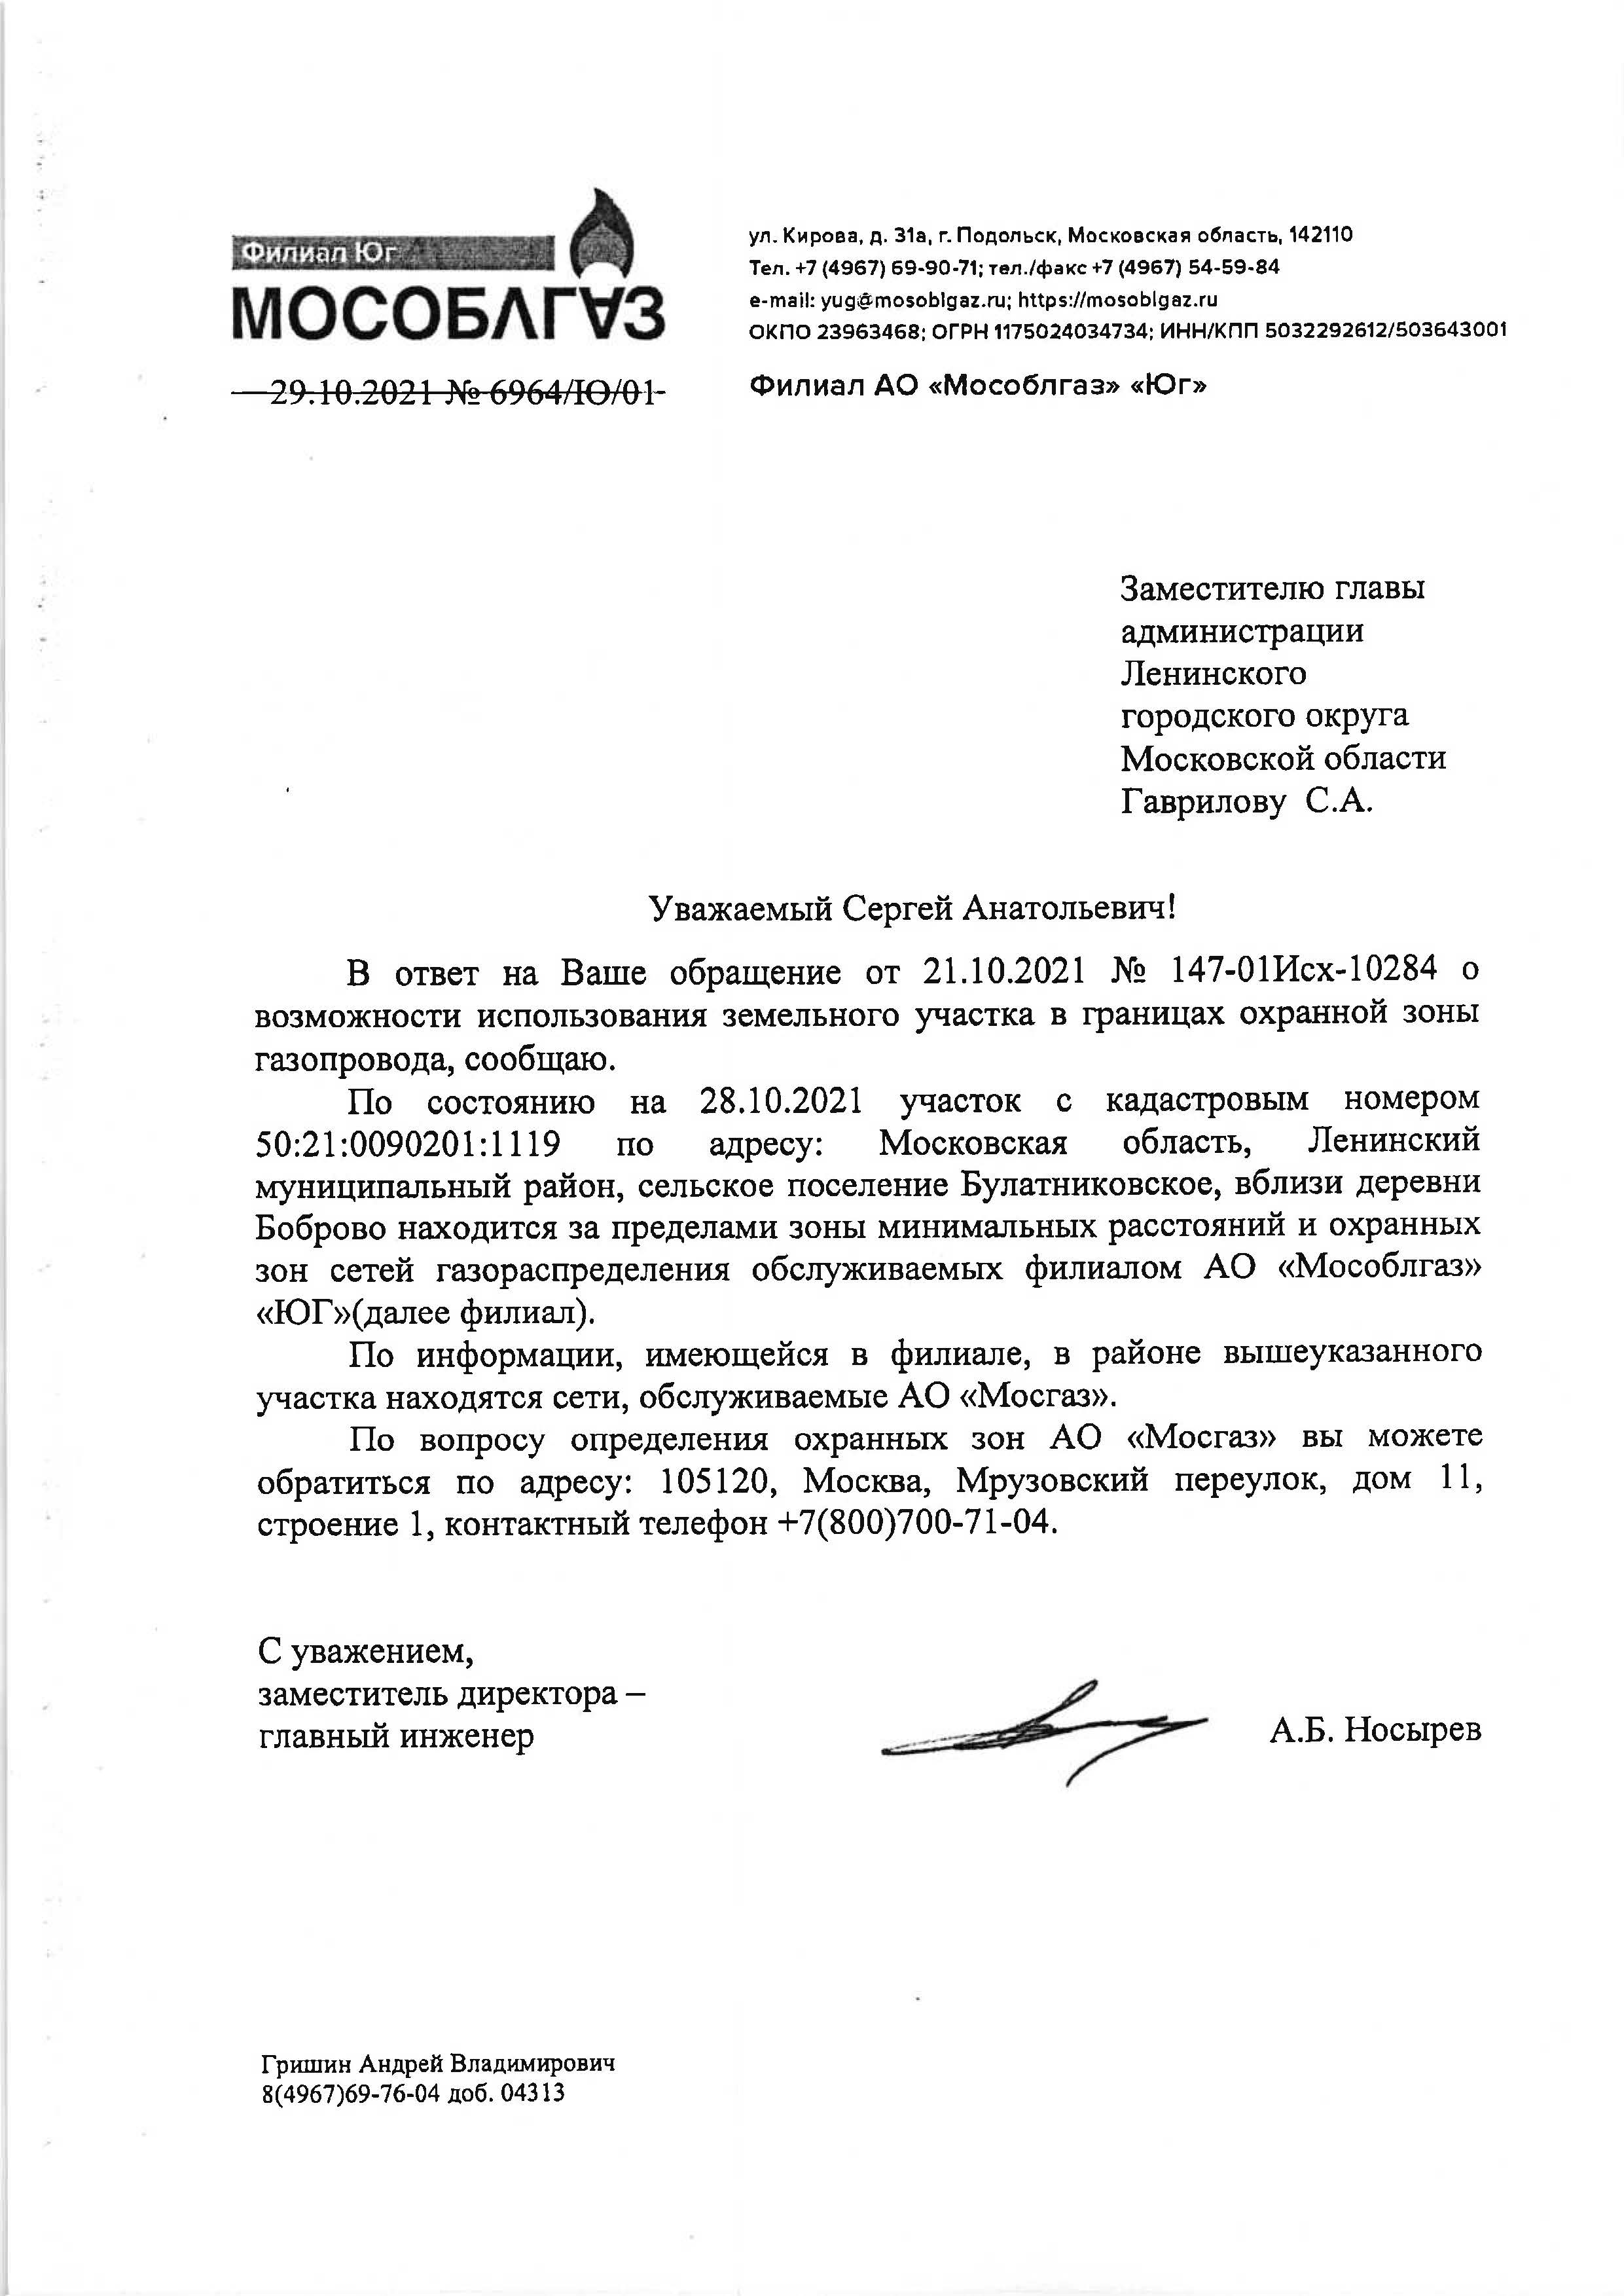 Филиал Юг
МОСОБЛГАЗ
29.10.2021 № 6964/Ю/01
ул. Кирова, д. 31а, г. Подольск, Московская область, 142110
Тел. +7 (4967) 69-90-71; тел./факс +7 (4967) 54-59-84
e-mail: yug@mosoblgaz.ru; https://mosoblgaz.ru
ОКПО 23963468; ОГРН 1175024034734; ИНН/КПП 5032292612/503643001
Филиал АО «Мособлгаз» «Юг»
Заместителю главы
администрации
Ленинского
городского округа
Московской области
Гаврилову С.А.
Уважаемый Сергей Анатольевич!
В ответ на Ваше обращение от 21.10.2021 № 147-01Исх-10284 о
возможности использования земельного участка в границах охранной зоны
газопровода, сообщаю.
По состоянию на 28.10.2021 участок с кадастровым номером
50:21:0090201:1119 по адресу: Московская область, Ленинский
муниципальный район, сельское поселение Булатниковское, вблизи деревни
Боброво находится за пределами зоны минимальных расстояний и охранных
зон сетей газораспределения обслуживаемых филиалом АО «Мособлгаз»
«ЮГ»(далее филиал).
По информации, имеющейся в филиале, в районе вышеуказанного
участка находятся сети, обслуживаемые АО «Мосгаз».
По вопросу определения охранных зон АО «Мосгаз» вы можете
обратиться по адресу: 105120, Москва, Мрузовский переулок, дом 11,
строение 1, контактный телефон +7(800)700-71-04.
С уважением,
заместитель директора –
главный инженер
А.Б. Носырев
Гришин Андрей Владимирович
8(4967)69-76-04 доб. 04313